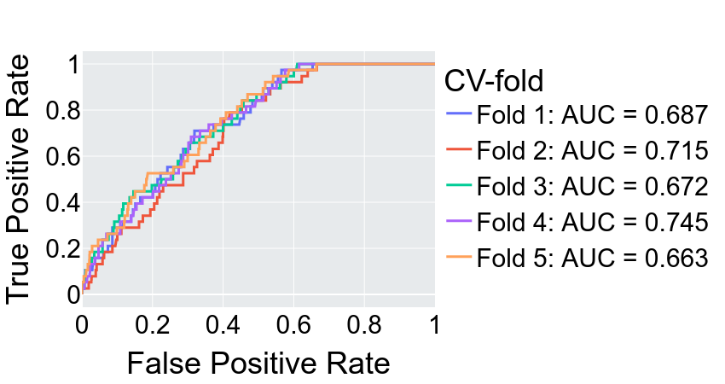 True Positive Rate
1
0.8
0.6
0.4
0.2
0
0 0.2 0.4 0.6 0.8 1
False Positive Rate
CV-fold
Fold 1: AUC = 0.687
Fold 2: AUC = 0.715
Fold 3: AUC = 0.672
Fold 4: AUC = 0.745
Fold 5: AUC = 0.663